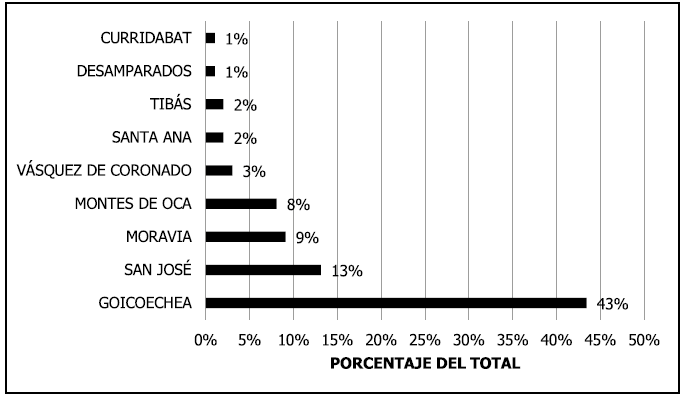 CURRIDABAT 1%
DESAMPARADOS 1%
TIBÁS 2%
SANTA ANA 2%
VÁSQUEZ DE CORONADO 3%
MONTES DE OCA 8%
MORAVIA 9%
SAN JOSÉ 13%
GOICOECHEA 43%
0% 5% 10% 15% 20% 25% 30% 35% 40% 45% 50%
PORCENTAJE DEL TOTAL